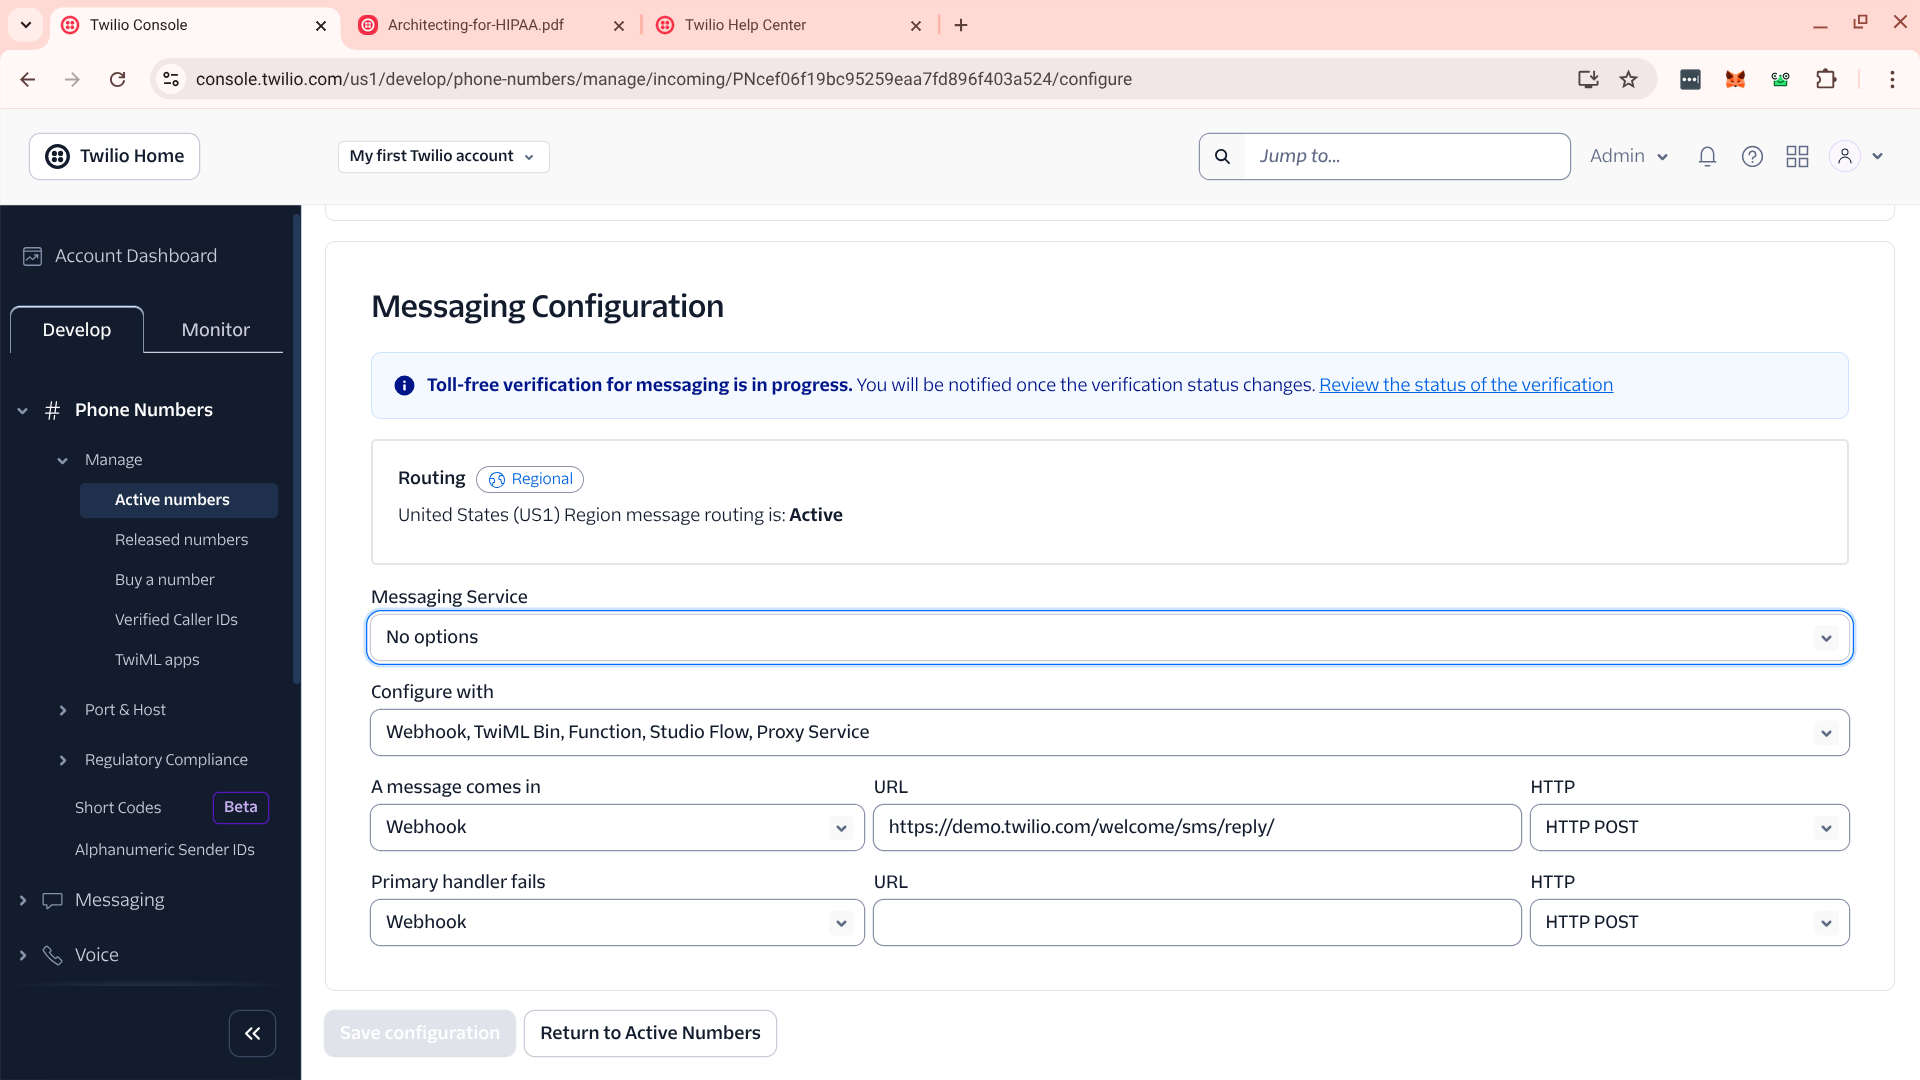 Twilio Console
Architecting-for-HIPAA.pdf
Twilio Help Center
console.twilio.com/us1/develop/phone-numbers/manage/incoming/PNcef06f19bc95259eaa7fd896f403a524/configure
Twilio Home
My first Twilio account
Jump to...
Admin
Account Dashboard
Develop
Monitor
Phone Numbers
Manage
Active numbers
Released numbers
Buy a number
Verified Caller IDs
TwiML apps
Port & Host
Regulatory Compliance
Short Codes
Beta
Alphanumeric Sender IDs
Messaging
Voice
Messaging Configuration
Toll-free verification for messaging is in progress. You will be notified once the verification status changes. Review the status of the verification
Routing
Regional
United States (US1) Region message routing is: Active
Messaging Service
No options
Configure with
Webhook, TwiML Bin, Function, Studio Flow, Proxy Service
A message comes in
URL
HTTP
Webhook
https://demo.twilio.com/welcome/sms/reply/
HTTP POST
Primary handler fails
URL
HTTP
Webhook
HTTP POST
Save configuration
Return to Active Numbers